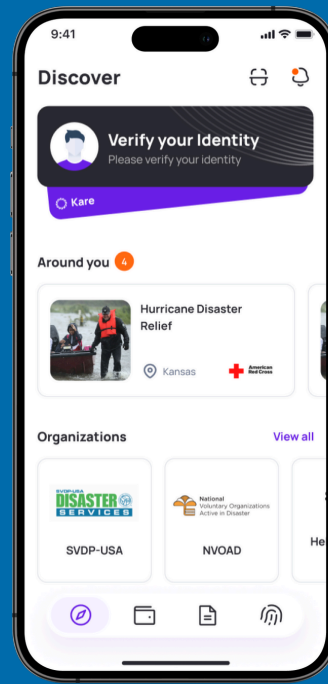 9:41
Discover
Verify your Identity
Please verify your identity
Kare
Around you 4
Hurricane Disaster
Relief
Kansas
American
Red Cross
Organizations
View all
SVDP-USA
DISASTER
SERVICES
National
Voluntary Organizations
Active in Disaster
SVDP-USA
NVOAD
He